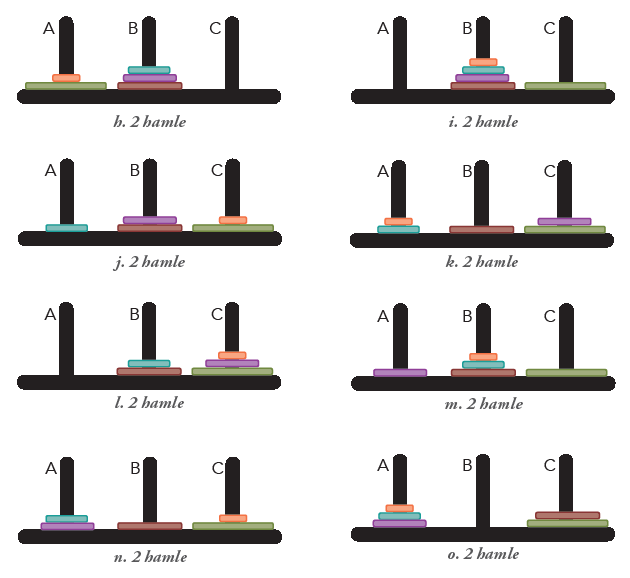 A B C
h. 2 hamle
A B C
i. 2 hamle
A B C
j. 2 hamle
A B C
k. 2 hamle
A B C
l. 2 hamle
A B C
m. 2 hamle
A B C
n. 2 hamle
A B C
o. 2 hamle